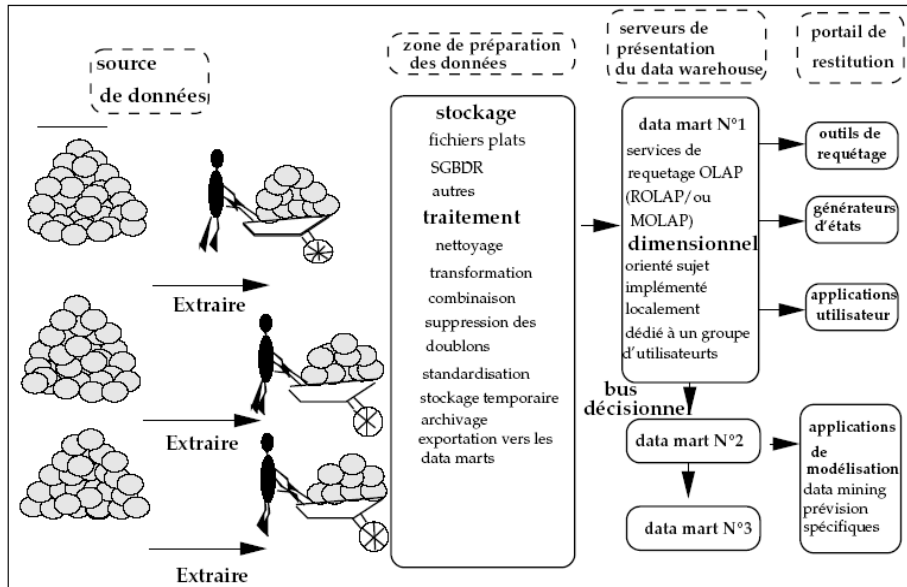 source
de données
zone de préparation
des données
serveurs de
présentation
du data warehouse
portail de
restitution
Extraire
Extraire
Extraire
stockage
fichiers plats
SGBDR
autres
traitement
nettoyage
transformation
combinaison
suppression des
doublons
standardisation
stockage temporaire
archivage
exportation vers les
data marts
data mart N°1
services de
requetage OLAP
(ROLAP/ou
MOLAP)
dimensionnel
orienté sujet
implémenté
localement
dédié à un groupe
d'utilisateurts
bus
décisionnel
data mart N°2
data mart N°3
outils de
requétage
générateurs
d'états
applications
utilisateur
applications
de
modélisation
data mining
prévision
spécifiques